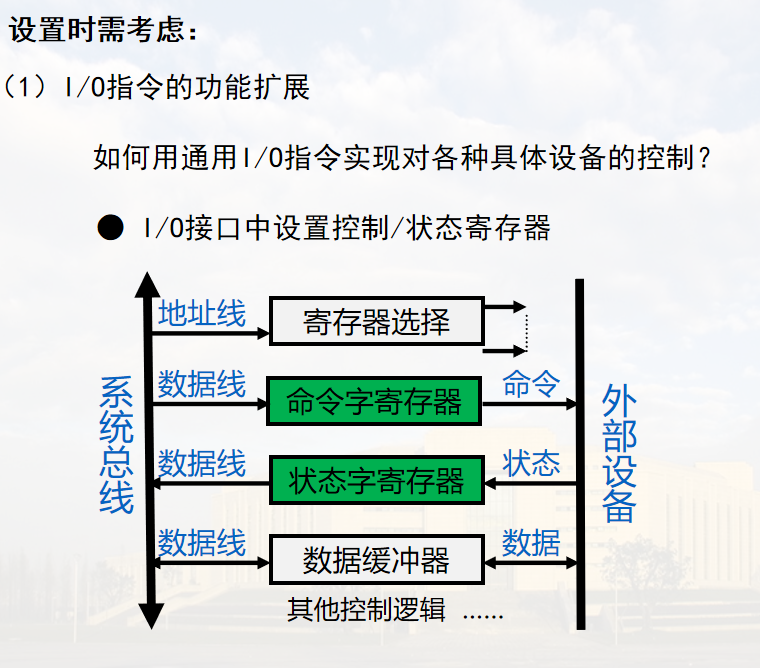 设置时需考虑：
（1）I/O指令的功能扩展
如何用通用I/O指令实现对各种具体设备的控制？
● I/O接口中设置控制/状态寄存器
地址线
寄存器选择
数据线
命令字寄存器
命令
系统总线
外部设备
数据线
状态字寄存器
状态
数据线
数据缓冲器
数据
其他控制逻辑 ……